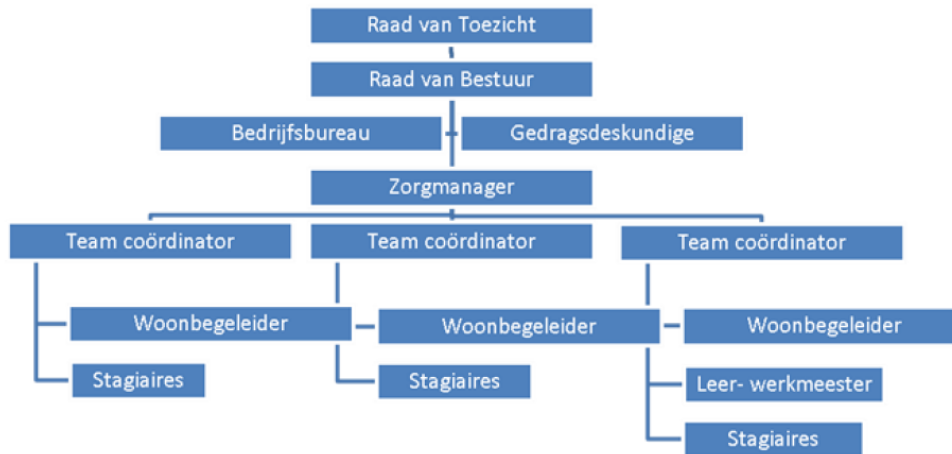 Raad van Toezicht
Raad van Bestuur
Bedrijfsbureau
Gedragsdeskundige
Zorgmanager
Team coördinator
Team coördinator
Team coördinator
Woonbegeleider
Woonbegeleider
Woonbegeleider
Stagiaires
Stagiaires
Leer- werkmeester
Stagiaires